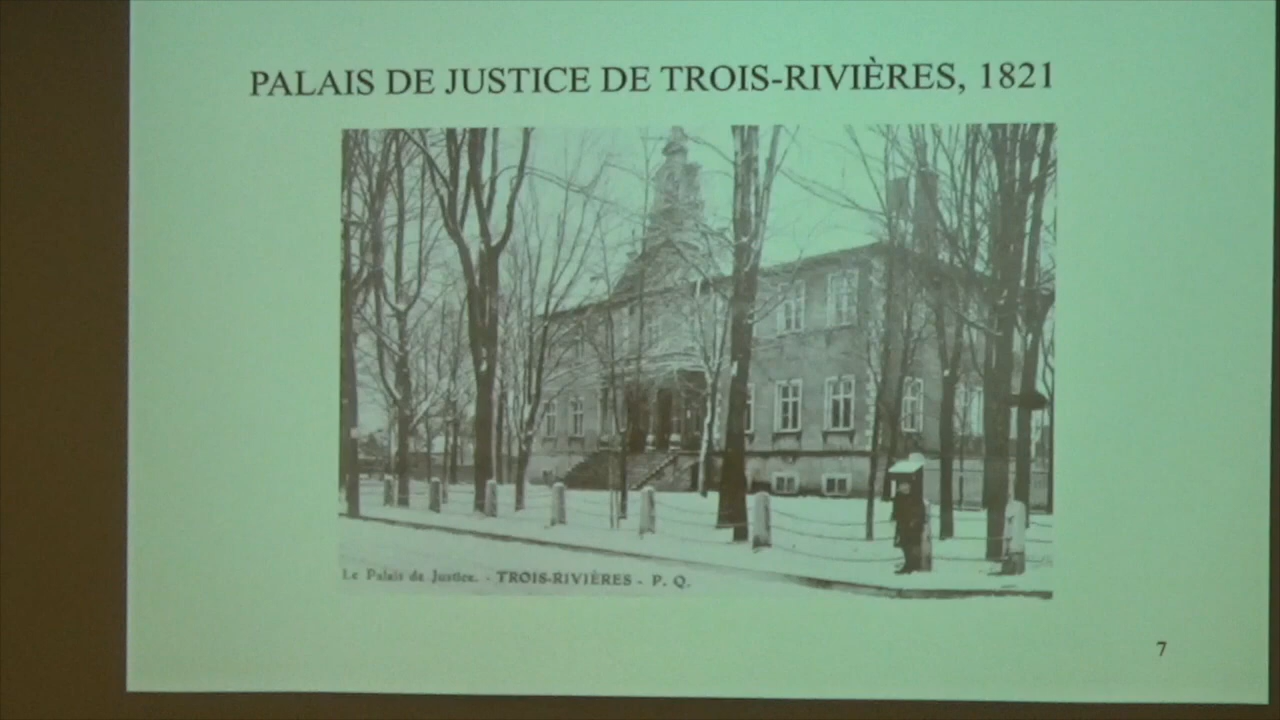 PALAIS DE JUSTICE DE TROIS-RIVIÈRES, 1821
Le Palais de Justice. - TROIS-RIVIÈRES - P. Q.
7